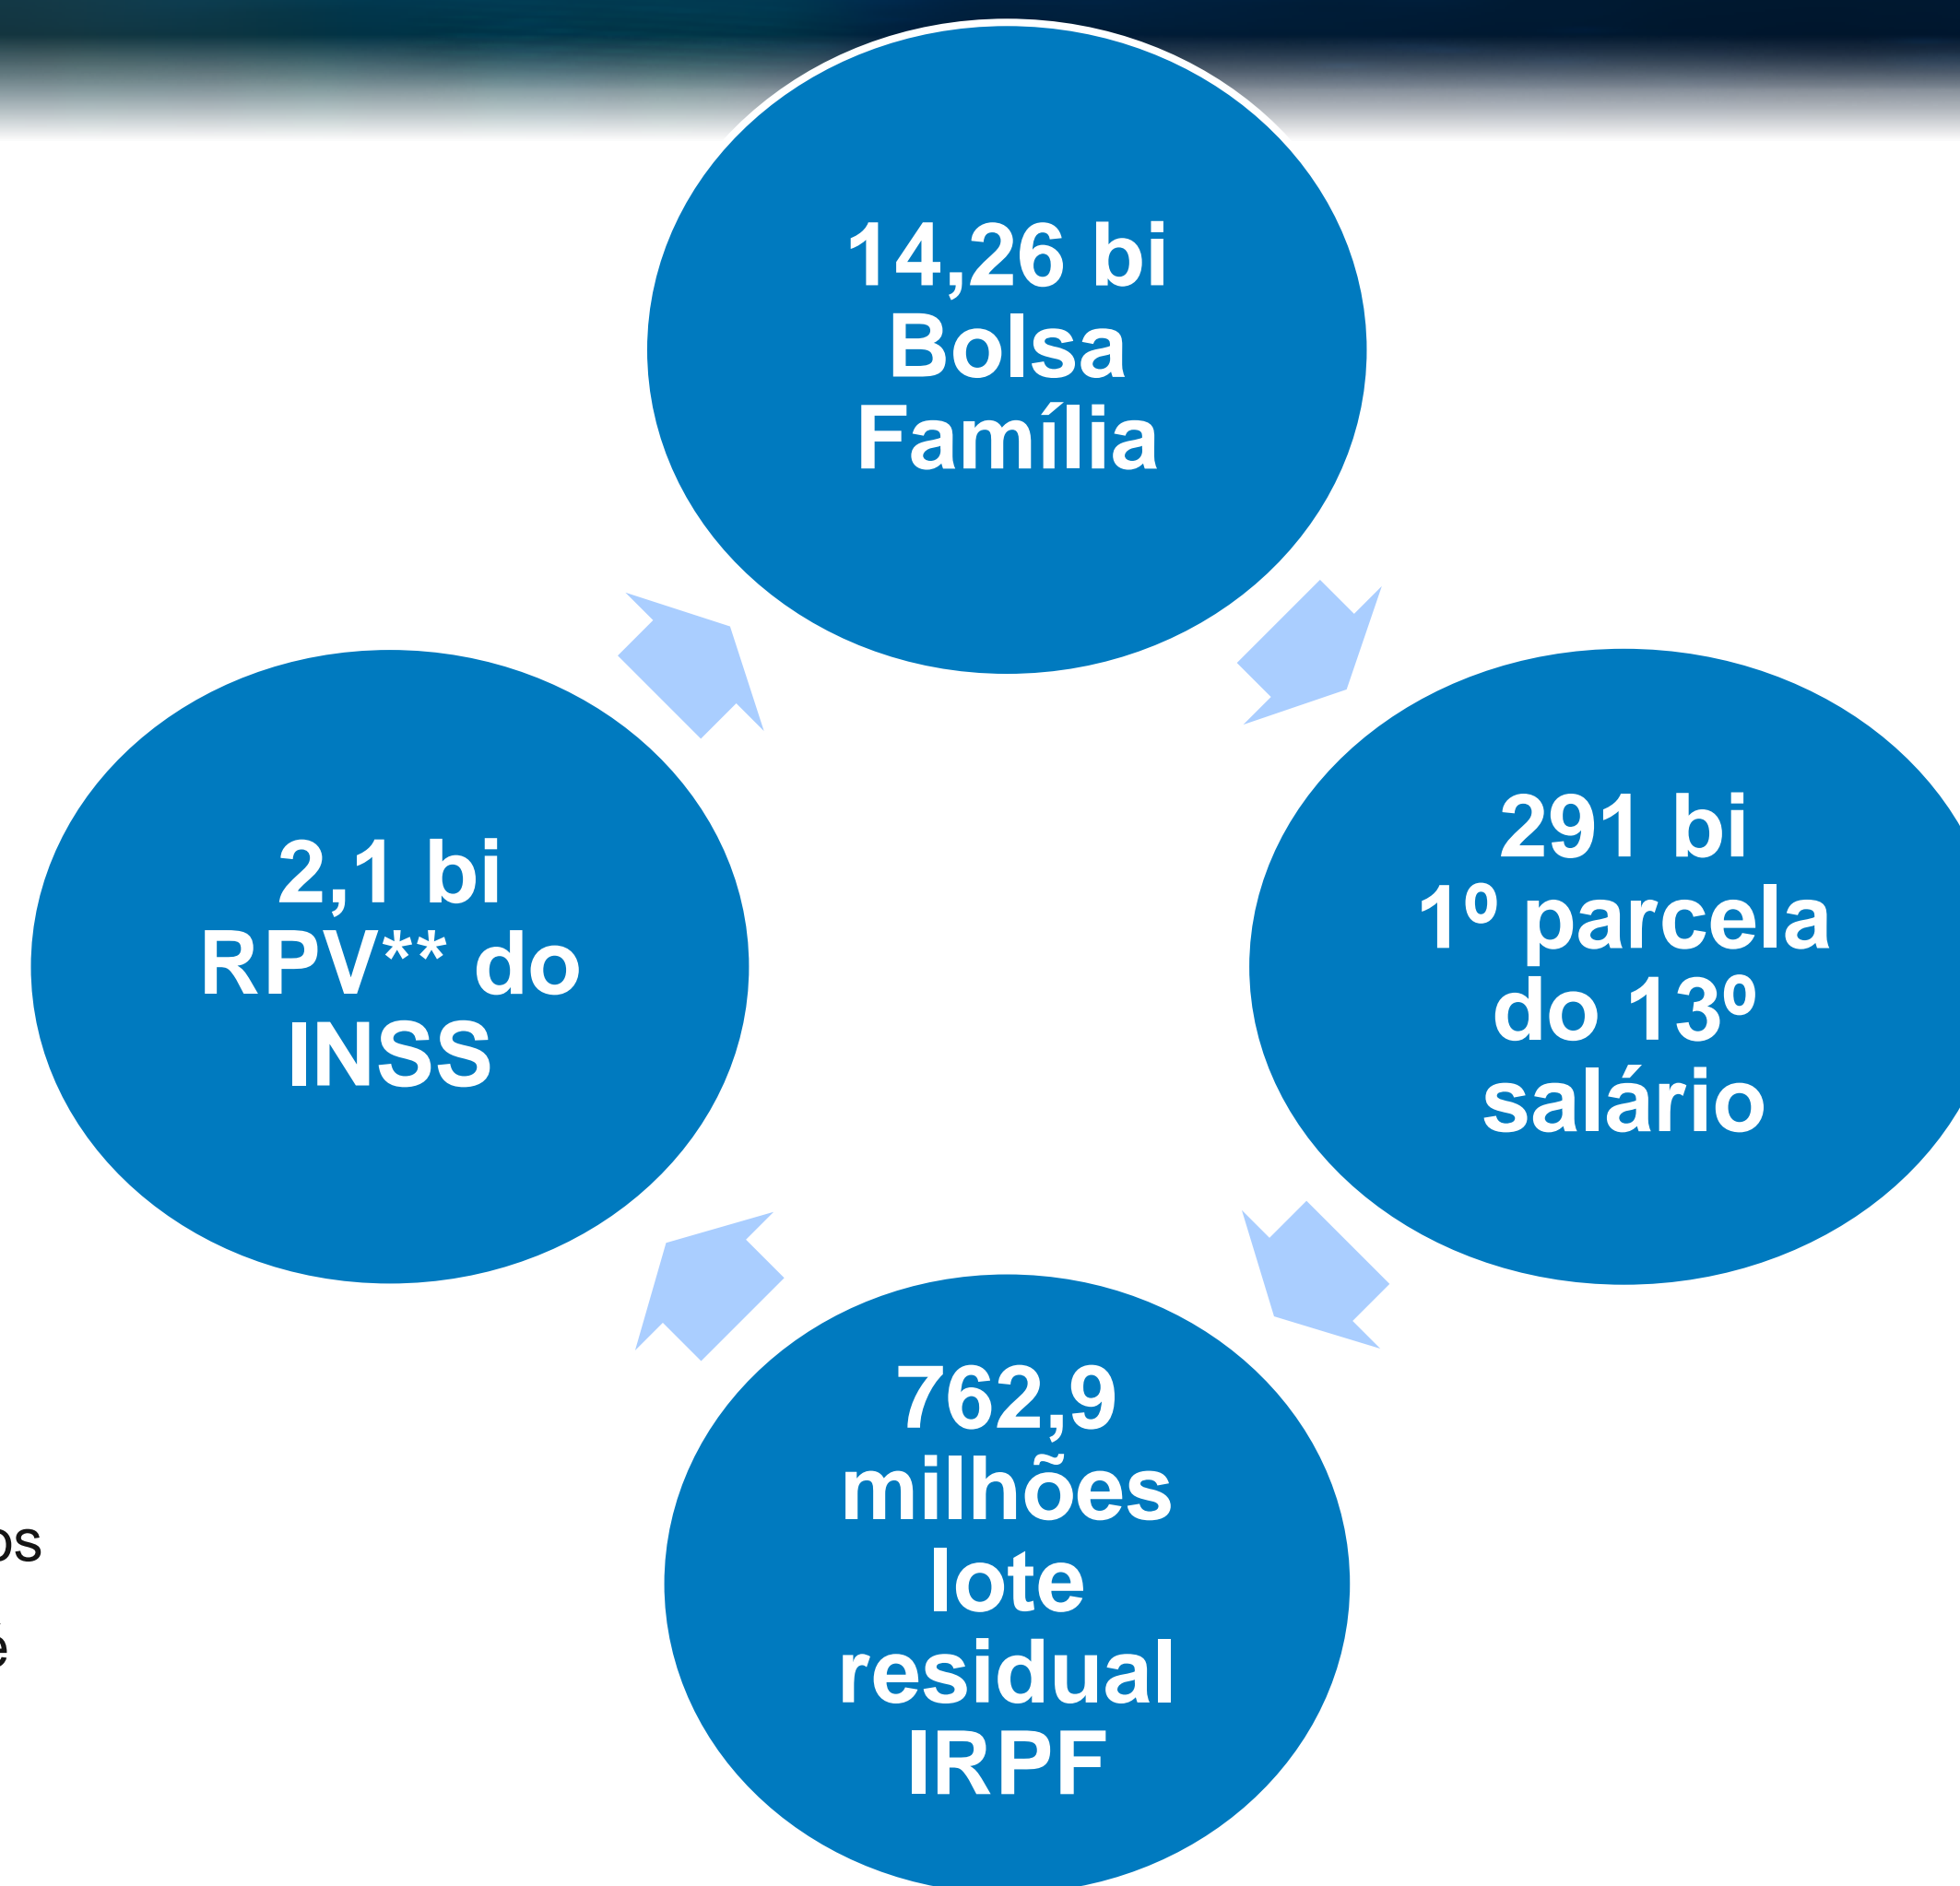 14,26 bi
Bolsa
Família
291 bi
1º parcela
do 13º
salário
2,1 bi
RPV** do
INSS
762,9
milhões
lote
residual
IRPF
os